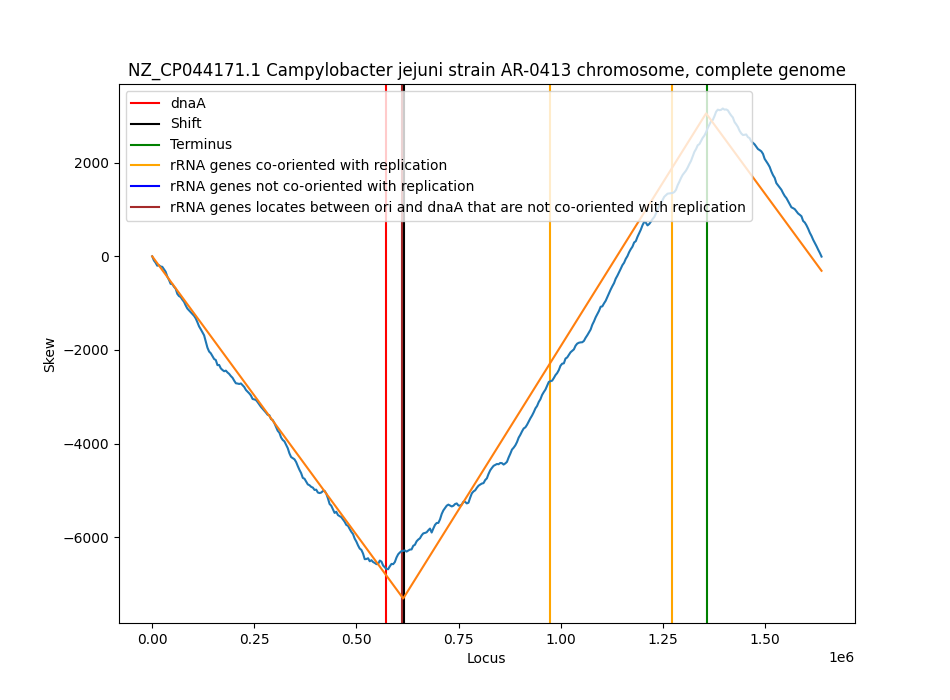 NZ_CP044171.1 Campylobacter jejuni strain AR-0413 chromosome, complete genome
dnaA
Shift
Terminus
rRNA genes co-oriented with replication
rRNA genes not co-oriented with replication
rRNA genes locates between ori and dnaA that are not co-oriented with replication
2000
0
−2000
−4000
−6000
Skew
0.00 0.25 0.50 0.75 1.00 1.25 1.50
Locus
1e6